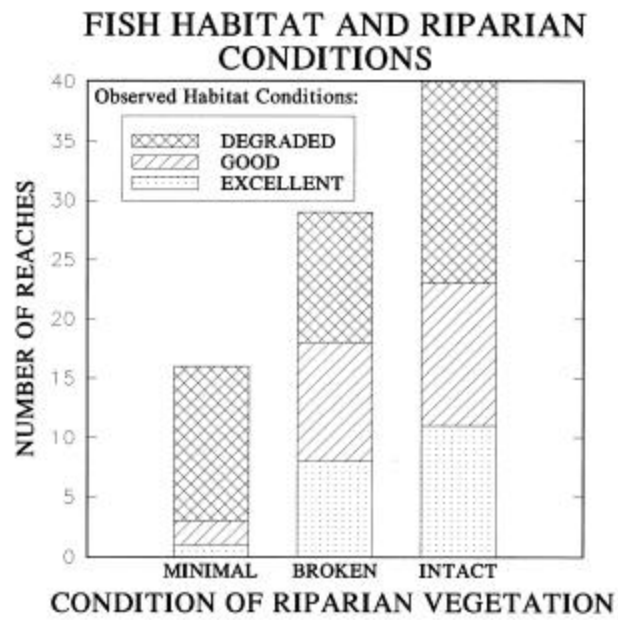 FISH HABITAT AND RIPARIAN
CONDITIONS
Observed Habitat Conditions:
DEGRADED
GOOD
EXCELLENT
NUMBER OF REACHES
40
35
30
25
20
15
10
5
0
MINIMAL BROKEN INTACT
CONDITION OF RIPARIAN VEGETATION